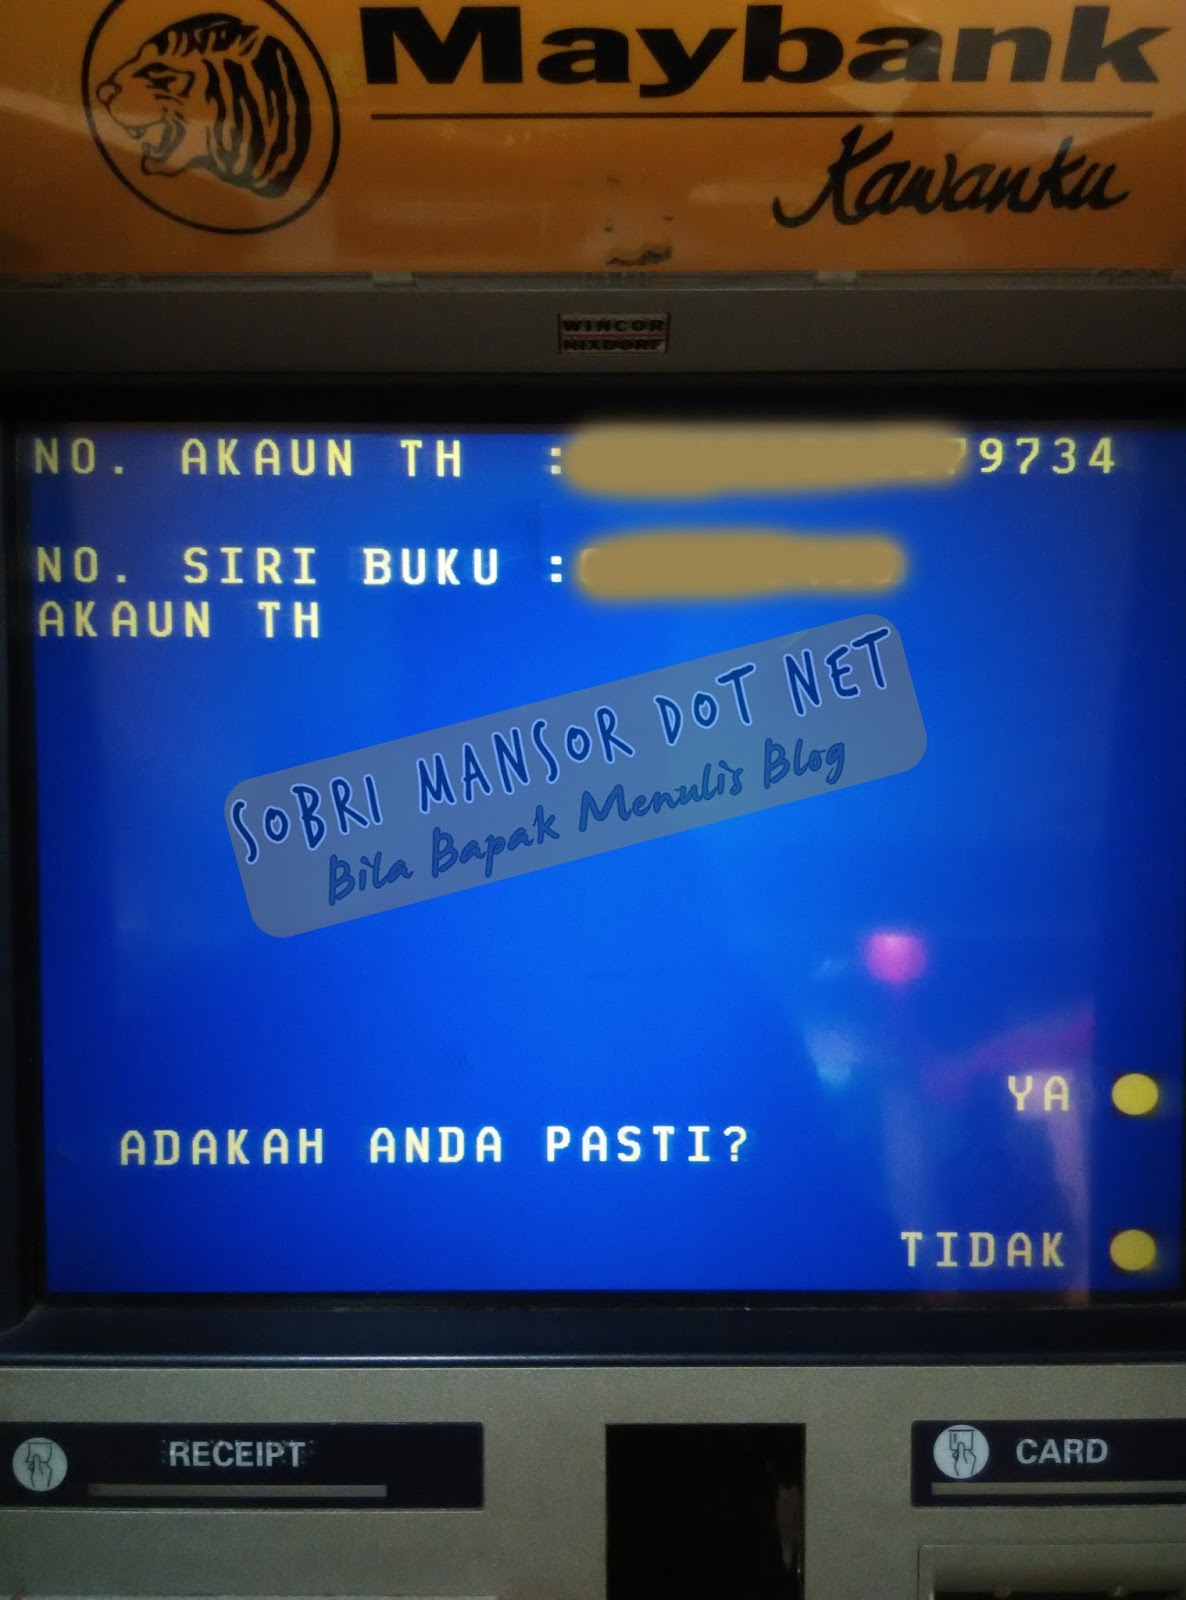 Maybank
Kawanku
WINCOR
NIXDORF
NO. AKAUN TH : 79734
NO. SIRI BUKU :
AKAUN TH
SOBRI MANSOR DOT NET
Bila Bapak Menulis Blog
YA
ADAKAH ANDA PASTI?
TIDAK
RECEIPT
CARD